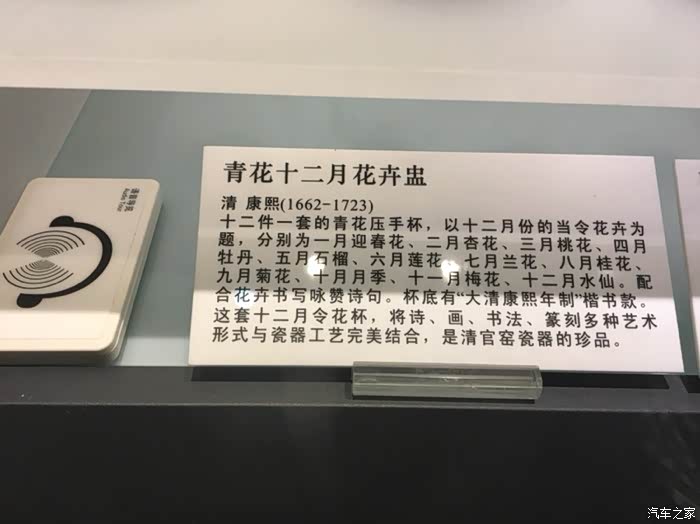 青花十二月花卉盅
清 康熙(1662-1723)
十二件一套的青花压手杯，以十二月份的当令花卉为
题，分别为一月迎春花、二月杏花、三月桃花、四月
牡丹、五月石榴、六月莲花、七月兰花、八月桂花、
九月菊花、十月月季、十一月梅花、十二月水仙。配
合花卉书写咏赞诗句。杯底有“大清康熙年制”楷书款。
这套十二月令花杯，将诗、画、书法、篆刻多种艺术
形式与瓷器工艺完美结合，是清官窑瓷器的珍品。
语音导览
Audio Tour
汽车之家